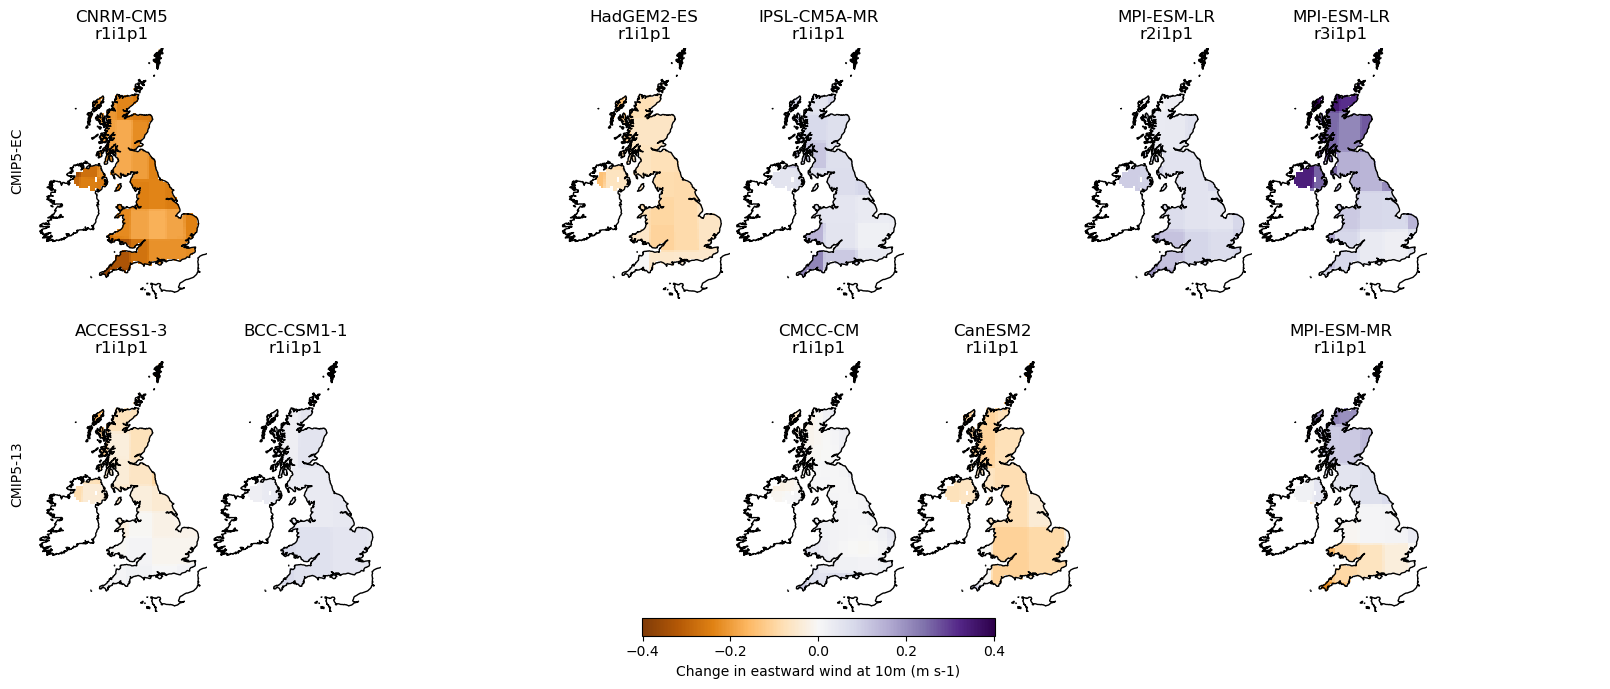 CNRM-CM5
r1i1p1
HadGEM2-ES
r1i1p1
IPSL-CM5A-MR
r1i1p1
MPI-ESM-LR
r2i1p1
MPI-ESM-LR
r3i1p1
CMIP5-EC
ACCESS1-3
r1i1p1
BCC-CSM1-1
r1i1p1
CMCC-CM
r1i1p1
CanESM2
r1i1p1
MPI-ESM-MR
r1i1p1
CMIP5-13
−0.4 −0.2 0.0 0.2 0.4
Change in eastward wind at 10m (m s-1)